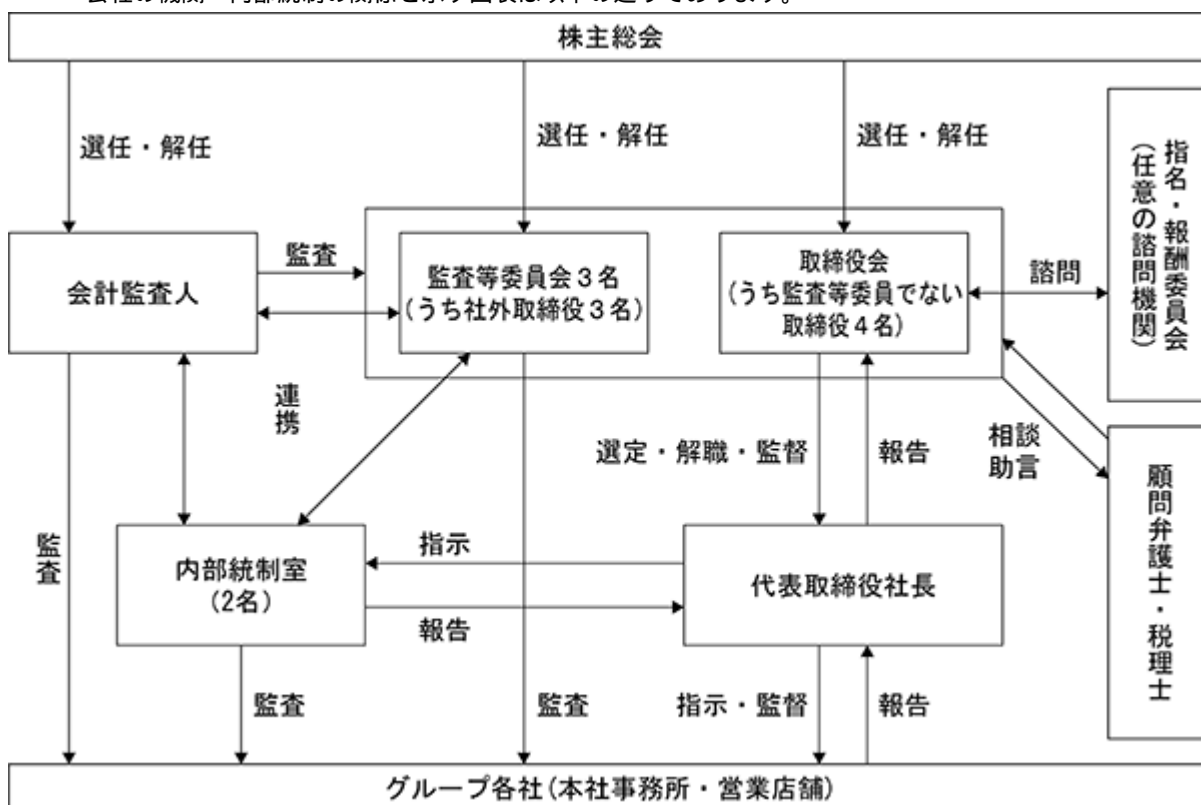 株主総会
選任・解任
選任・解任
選任・解任
指名・報酬委員会
(任意の諮問機関)
会計監査人
監査
監査等委員会3名
(うち社外取締役3名)
取締役会
(うち監査等委員でない
取締役4名)
諮問
連携
選定・解職・監督
報告
相談
助言
顧問弁護士・税理士
監査
内部統制室
(2名)
指示
報告
代表取締役社長
監査
監査
指示・監督
報告
グループ各社(本社事務所・営業店舗)